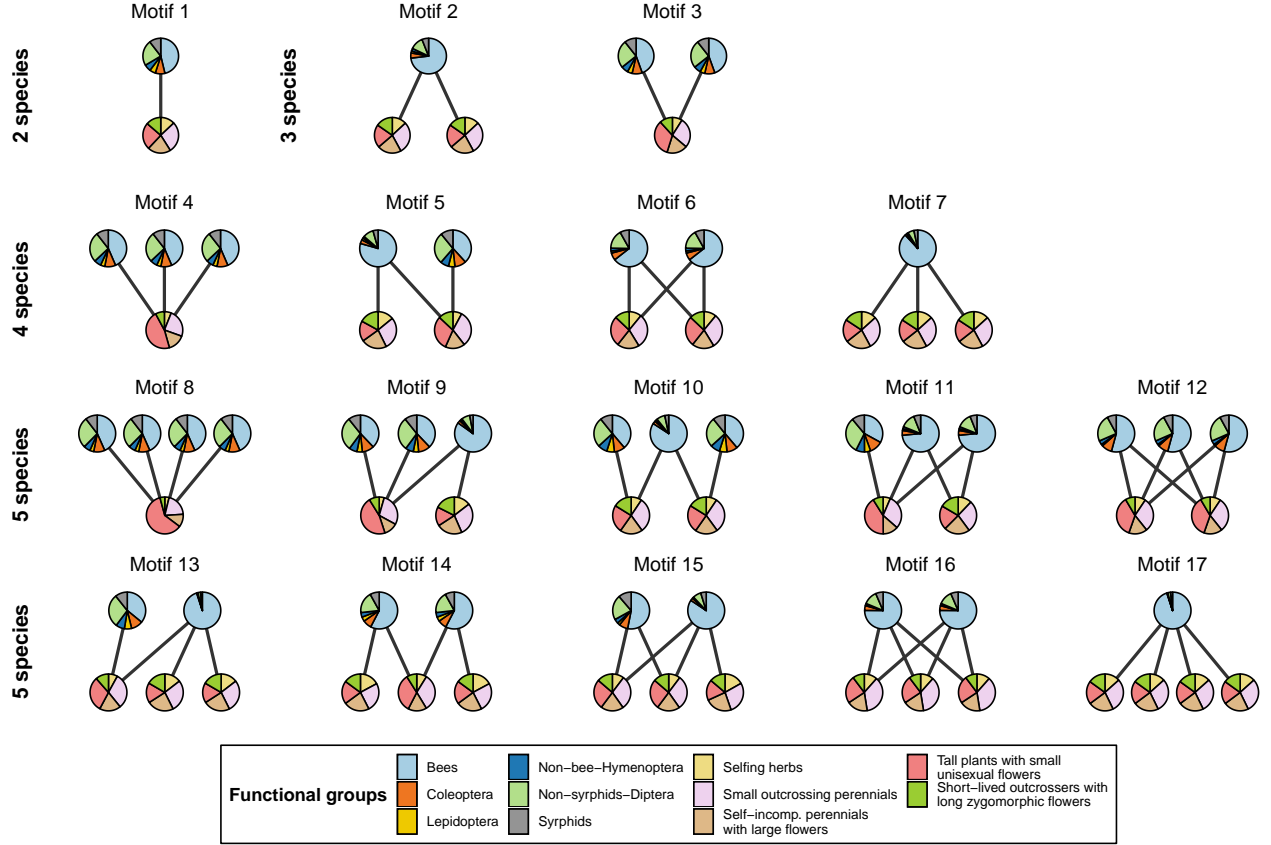 Motif 1
Motif 2
Motif 3
2 species
3 species
Motif 4
Motif 5
Motif 6
Motif 7
4 species
Motif 8
Motif 9
Motif 10
Motif 11
Motif 12
5 species
Motif 13
Motif 14
Motif 15
Motif 16
Motif 17
5 species
Functional groups
Bees
Coleoptera
Lepidoptera
Non−bee−Hymenoptera
Non−syrphids−Diptera
Syrphids
Selfing herbs
Small outcrossing perennials
Self−incomp. perennials
with large flowers
Tall plants with small
unisexual flowers
Short−lived outcrossers with
long zygomorphic flowers